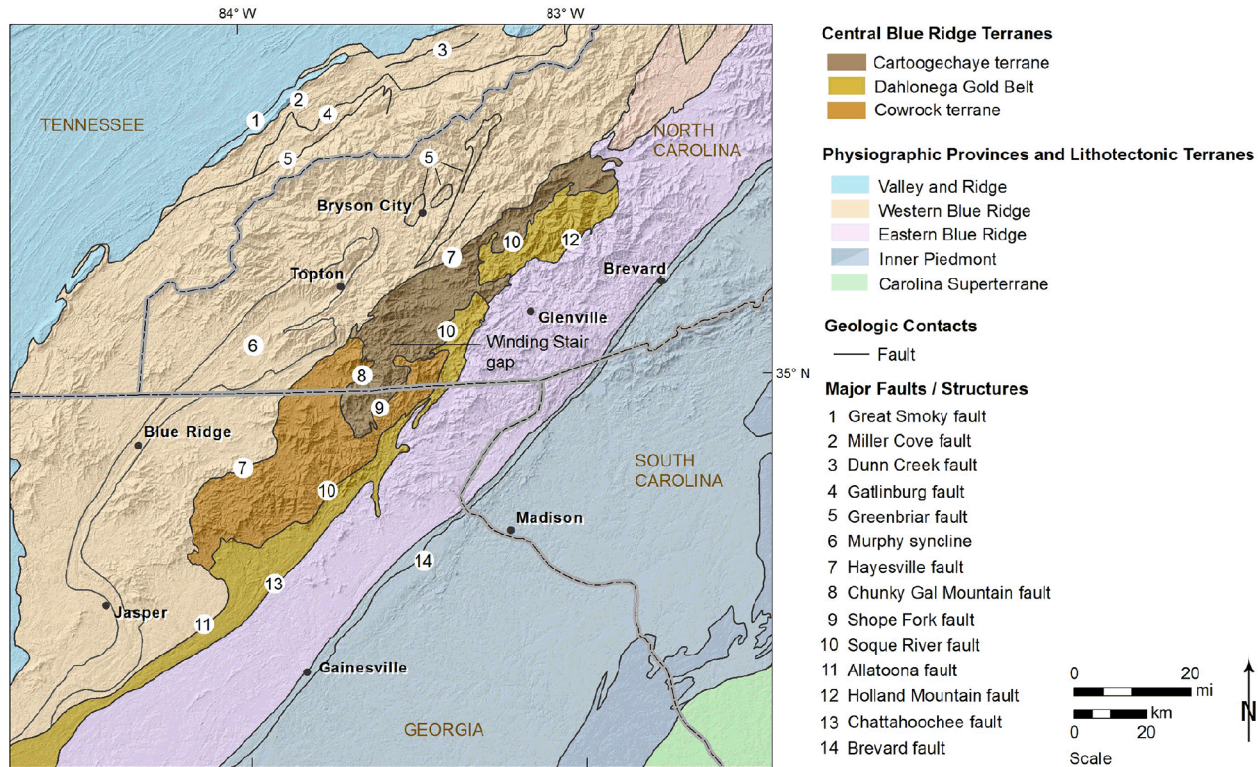 84° W
83° W
TENNESSEE
3
2
1
4
5
5
NORTH
CAROLINA
Bryson City
10
12
7
Topton
Brevard
Glenville
10
6
Winding Stair
gap
8
35° N
9
Blue Ridge
7
10
SOUTH
CAROLINA
Madison
14
13
Jasper
11
Gainesville
GEORGIA
Central Blue Ridge Terranes
Cartoogechaye terrane
Dahlonega Gold Belt
Cowrock terrane
Physiographic Provinces and Lithotectonic Terranes
Valley and Ridge
Western Blue Ridge
Eastern Blue Ridge
Inner Piedmont
Carolina Superterrane
Geologic Contacts
Fault
Major Faults / Structures
1 Great Smoky fault
2 Miller Cove fault
3 Dunn Creek fault
4 Gatlinburg fault
5 Greenbriar fault
6 Murphy syncline
7 Hayesville fault
8 Chunky Gal Mountain fault
9 Shope Fork fault
10 Soque River fault
11 Allatoona fault
12 Holland Mountain fault
13 Chattahoochee fault
14 Brevard fault
0 20
mi
km
0 20
Scale
N